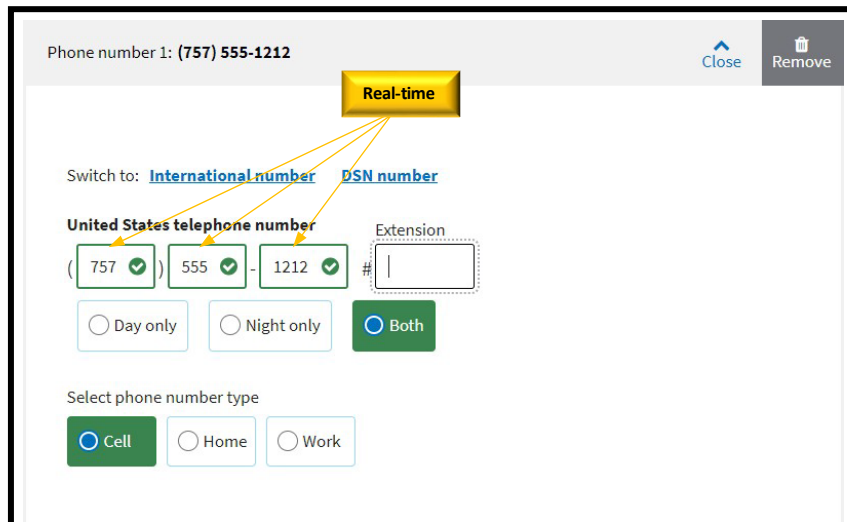 Phone number 1: (757) 555-1212
Close
Remove
Real-time
Switch to: International number DSN number
United States telephone number
Extension
( 757 ) 555 - 1212 #
Day only Night only Both
Select phone number type
Cell Home Work